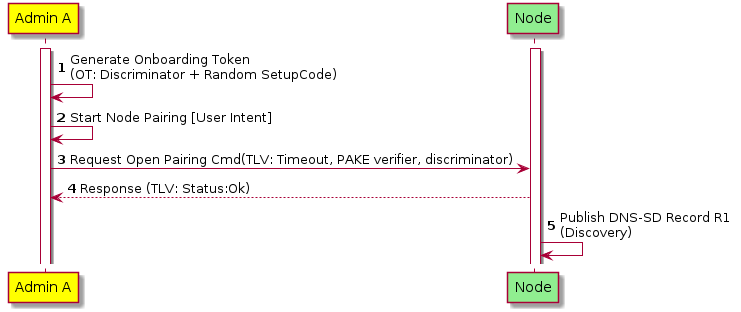 Admin A
Node
1 Generate Onboarding Token
(OT: Discriminator + Random SetupCode)
2 Start Node Pairing [User Intent]
3 Request Open Pairing Cmd(TLV: Timeout, PAKE verifier, discriminator)
4 Response (TLV: Status:Ok)
5 Publish DNS-SD Record R1
(Discovery)
Admin A
Node